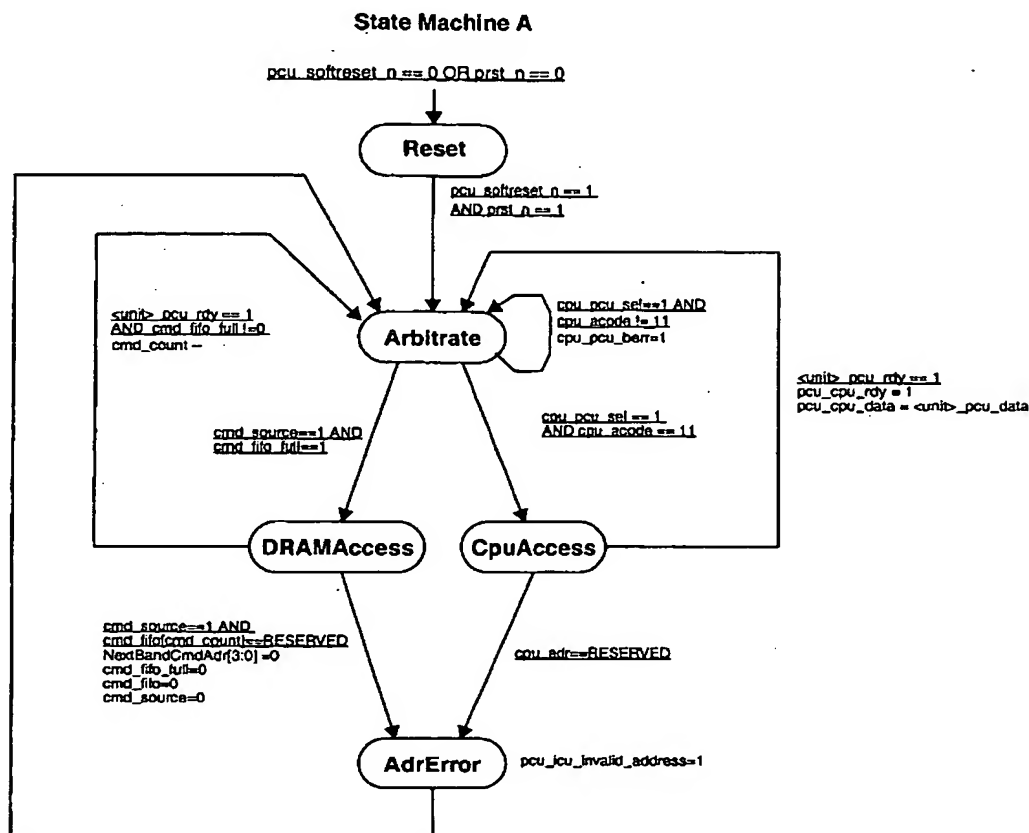 State Machine A
pcu_softreset_n == 0 OR prst_n == 0
Reset
pcu_softreset_n == 1
AND prst_n == 1
<unit>_pcu_rdy == 1
AND cmd_fifo_full !=0
cmd_count --
Arbitrate
cpu_pcu_sel==1 AND
cpu_acode != 11
cpu_pcu_berr=1
<unit>_pcu_rdy == 1
pcu_cpu_rdy = 1
pcu_cpu_data = <unit>_pcu_data
cmd_source==1 AND
cmd_fifo_full==1
cpu_pcu_sel == 1
AND cpu_acode == 11
DRAMAccess
CpuAccess
cmd_source==1 AND
cmd_fifo[cmd_count]==RESERVED
NextBandCmdAdr[3:0] =0
cmd_fifo_full=0
cmd_fifo=0
cmd_source=0
cpu_adr==RESERVED
AdrError
pcu_icu_invalid_address=1